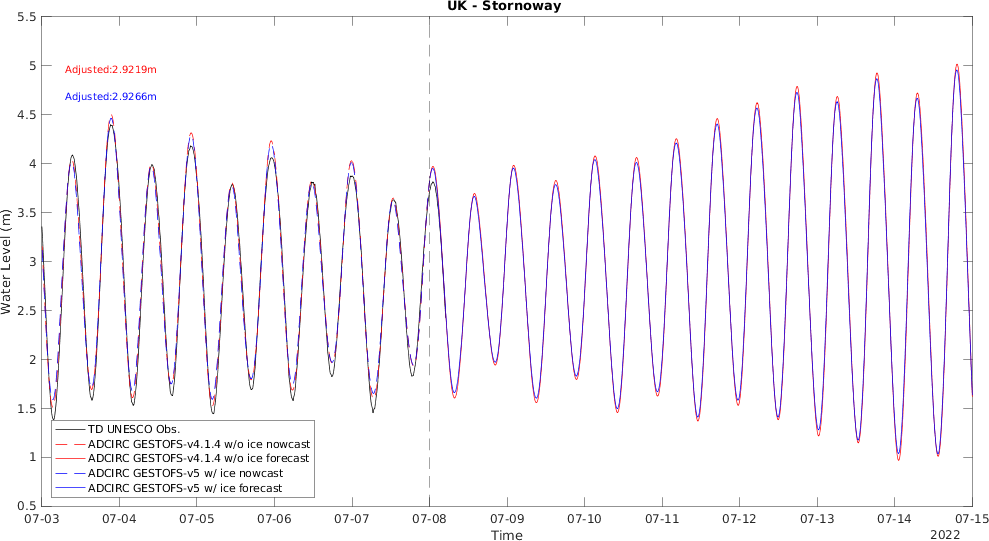 UK - Stornoway
5.5
5
4.5
4
3.5
3
2.5
2
1.5
1
0.5
Water Level (m)
Adjusted:2.9219m
Adjusted:2.9266m
TD UNESCO Obs.
ADCIRC GESTOFS-v4.1.4 w/o ice nowcast
ADCIRC GESTOFS-v4.1.4 w/o ice forecast
ADCIRC GESTOFS-v5 w/ ice nowcast
ADCIRC GESTOFS-v5 w/ ice forecast
07-03 07-04 07-05 07-06 07-07 07-08 07-09 07-10 07-11 07-12 07-13 07-14 07-15
Time
2022